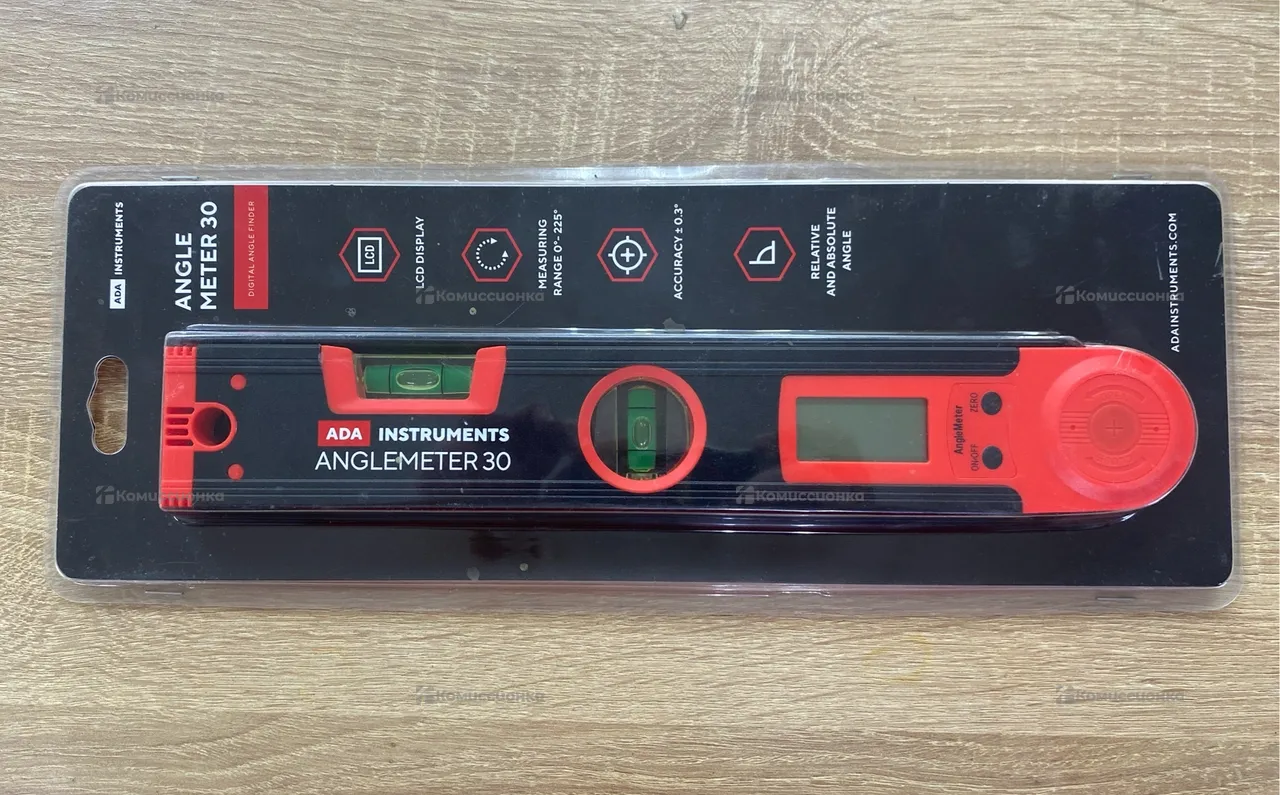 ADA INSTRUMENTS
ANGLE
METER 30
DIGITAL ANGLE FINDER
LCD
LCD DISPLAY
MEASURING
RANGE 0°- 225°
ACCURACY ± 0.3°
RELATIVE
AND ABSOLUTE
ANGLE
ADAINSTRUMENTS.COM
ADA INSTRUMENTS
ANGLEMETER 30
AngleMeter
ON/OFF
ZERO
Комиссионка
Комиссионка
Комиссионка
Комиссионка
Комиссионка
Комиссионка
Комиссионка
Комиссионка